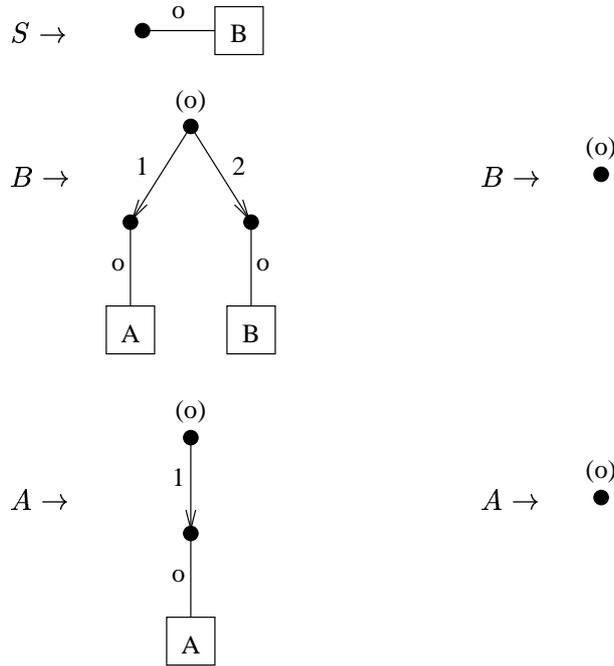 S → o B
(o)
B → 1 2 B → (o)
o o
A B
(o)
A → 1 A → (o)
o
A